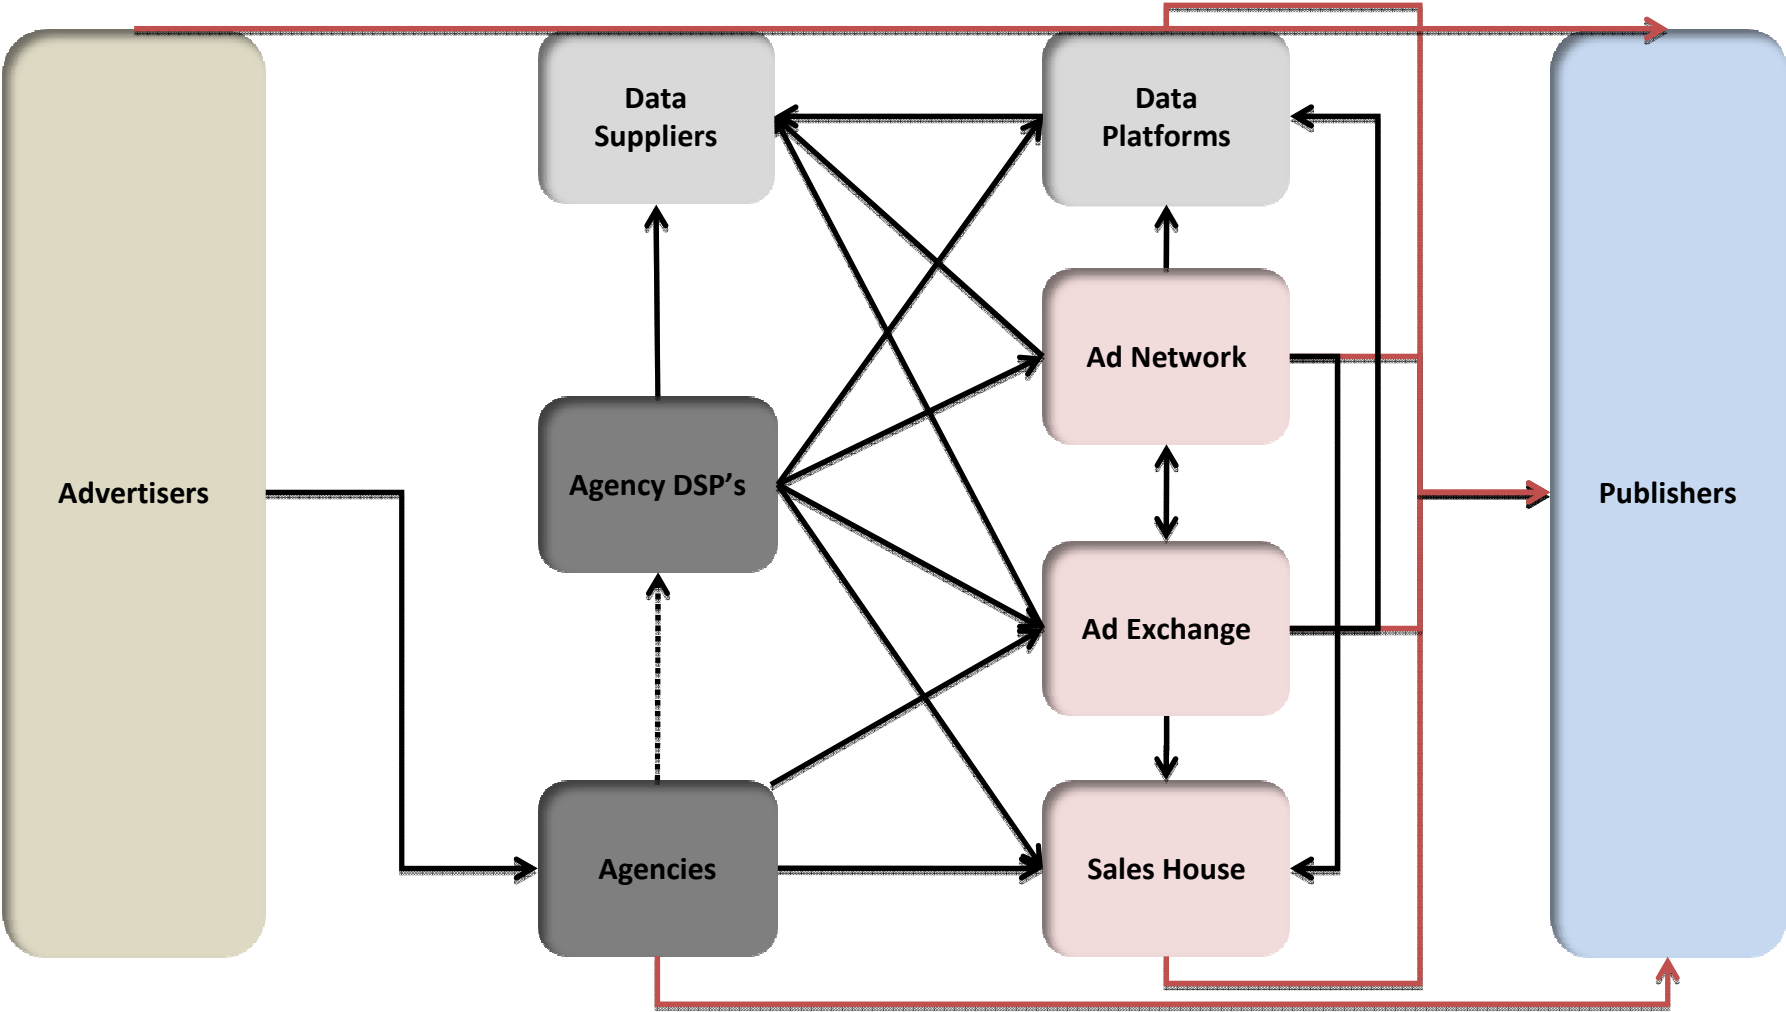 Data
Suppliers
Data
Platforms
Ad Network
Agency DSP’s
Advertisers
Publishers
Ad Exchange
Agencies
Sales House